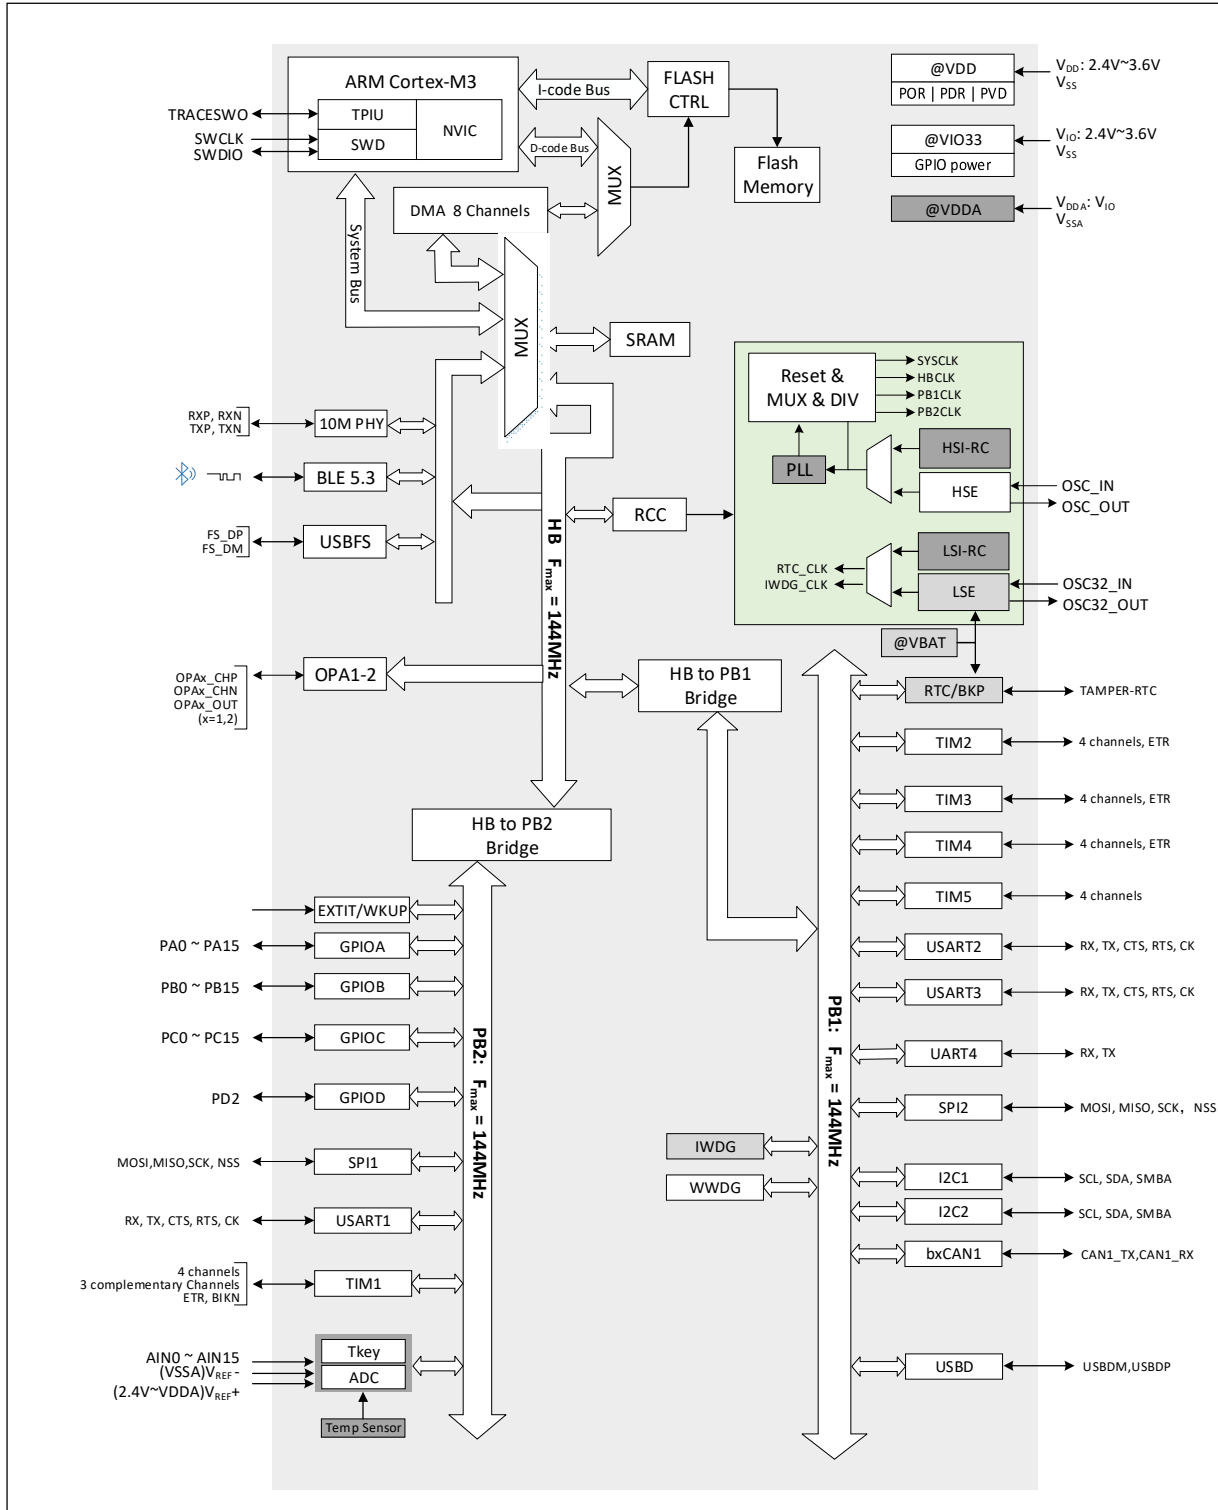 ARM Cortex-M3
TPIU
SWD
NVIC
TRACESWO
SWCLK
SWDIO
I-code Bus
D-code Bus
FLASH
CTRL
MUX
Flash
Memory
@VDD
POR | PDR | PVD
VDD: 2.4V~3.6V
VSS
@VIO33
GPIO power
VIO: 2.4V~3.6V
VSS
@VDDA
VDDA: VIO
VSSA
DMA 8 Channels
System Bus
MUX
SRAM
Reset &
MUX & DIV
SYSCLK
HBCLK
PB1CLK
PB2CLK
PLL
HSI-RC
HSE
OSC_IN
OSC_OUT
LSI-RC
LSE
RTC_CLK
IWDG_CLK
OSC32_IN
OSC32_OUT
RCC
@VBAT
RXP, RXN
TXP, TXN
10M PHY
BLE 5.3
FS_DP
FS_DM
USBFS
HB Fmax = 144MHz
OPAx_CHP
OPAx_CHN
OPAx_OUT
(x=1,2)
OPA1-2
HB to PB1
Bridge
HB to PB2
Bridge
EXTIT/WKUP
PA0 ~ PA15
GPIOA
PB0 ~ PB15
GPIOB
PC0 ~ PC15
GPIOC
PD2
GPIOD
MOSI,MISO,SCK, NSS
SPI1
RX, TX, CTS, RTS, CK
USART1
4 channels
3 complementary Channels
ETR, BIKN
TIM1
AIN0 ~ AIN15
(VSSA)VREF-
(2.4V~VDDA)VREF+
Tkey
ADC
Temp Sensor
PB2: Fmax = 144MHz
IWDG
WWDG
PB1: Fmax = 144MHz
RTC/BKP
TAMPER-RTC
TIM2
4 channels, ETR
TIM3
4 channels, ETR
TIM4
4 channels, ETR
TIM5
4 channels
USART2
RX, TX, CTS, RTS, CK
USART3
RX, TX, CTS, RTS, CK
UART4
RX, TX
SPI2
MOSI, MISO, SCK, NSS
I2C1
SCL, SDA, SMBA
I2C2
SCL, SDA, SMBA
bxCAN1
CAN1_TX,CAN1_RX
USBD
USBDM,USBDP